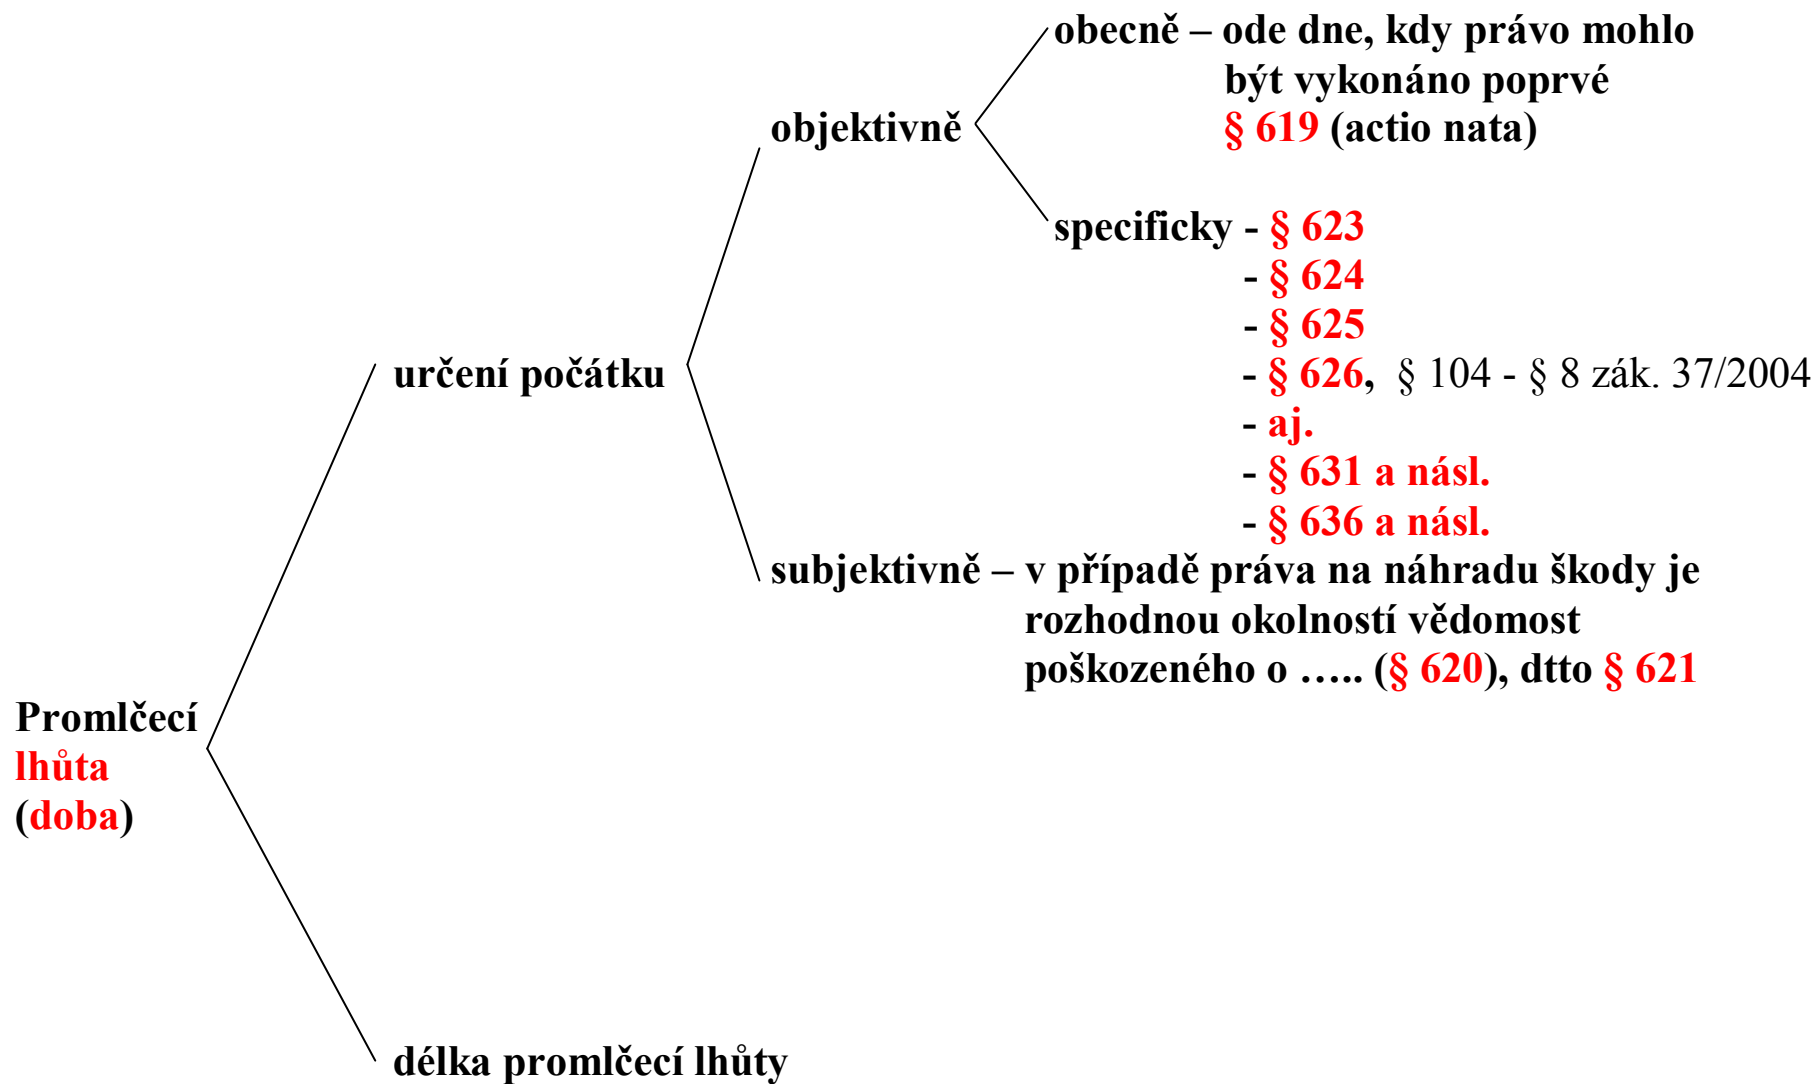 obecně – ode dne, kdy právo mohlo
být vykonáno poprvé
§ 619 (actio nata)
objektivně
specificky - § 623
- § 624
- § 625
- § 626, § 104 - § 8 zák. 37/2004
- aj.
- § 631 a násl.
- § 636 a násl.
určení počátku
subjektivně – v případě práva na náhradu škody je
rozhodnou okolností vědomost
poškozeného o ….. (§ 620), dtto § 621
Promlčecí
lhůta
(doba)
délka promlčecí lhůty